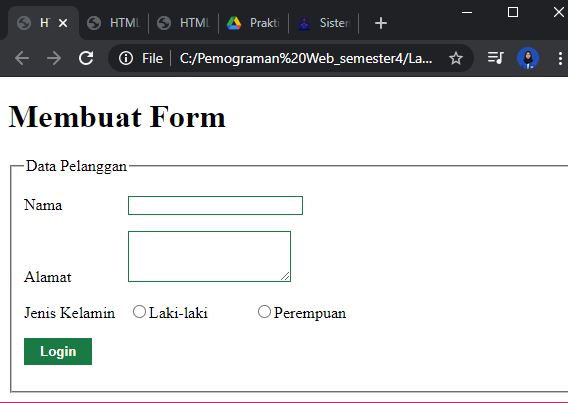 H HTML HTML Prakti Sister
File C:/Pemograman%20Web_semester4/La...
Membuat Form
Data Pelanggan
Nama
Alamat
Jenis Kelamin Laki-laki Perempuan
Login